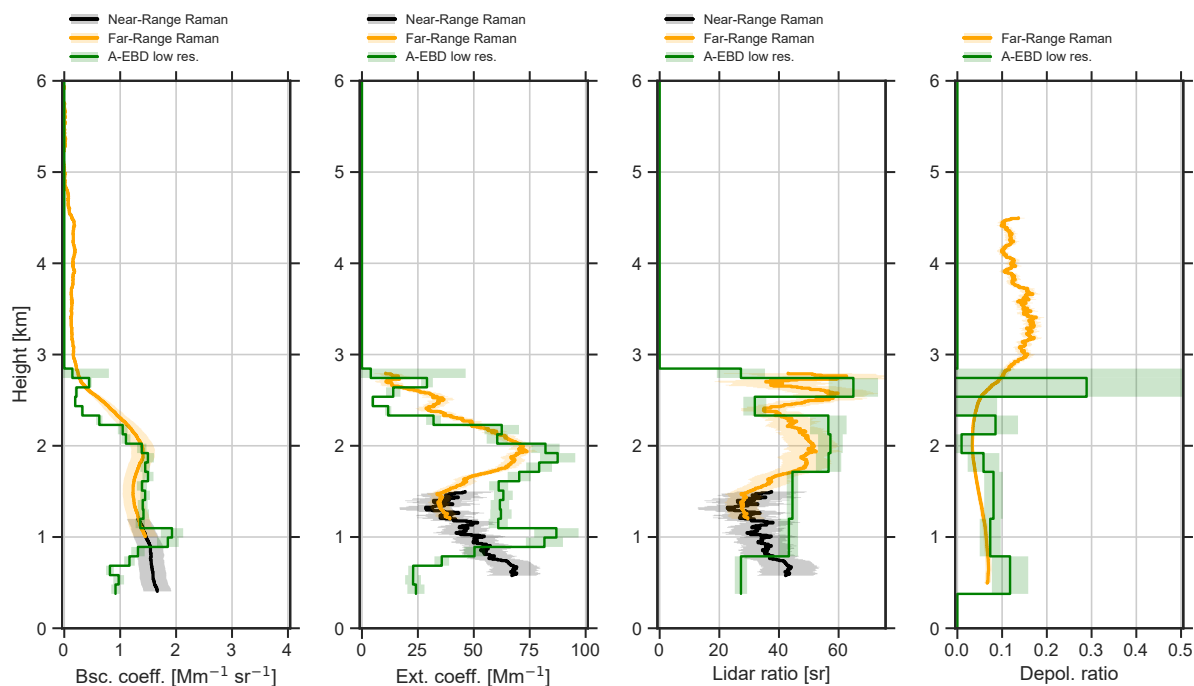 Near-Range Raman
Far-Range Raman
A-EBD low res.
Near-Range Raman
Far-Range Raman
A-EBD low res.
Near-Range Raman
Far-Range Raman
A-EBD low res.
Far-Range Raman
A-EBD low res.
Height [km]
6
5
4
3
2
1
0
0 1 2 3 4
Bsc. coeff. [Mm⁻¹ sr⁻¹]
6
5
4
3
2
1
0
0 25 50 75 100
Ext. coeff. [Mm⁻¹]
6
5
4
3
2
1
0
0 20 40 60
Lidar ratio [sr]
6
5
4
3
2
1
0
0.0 0.1 0.2 0.3 0.4 0.5
Depol. ratio